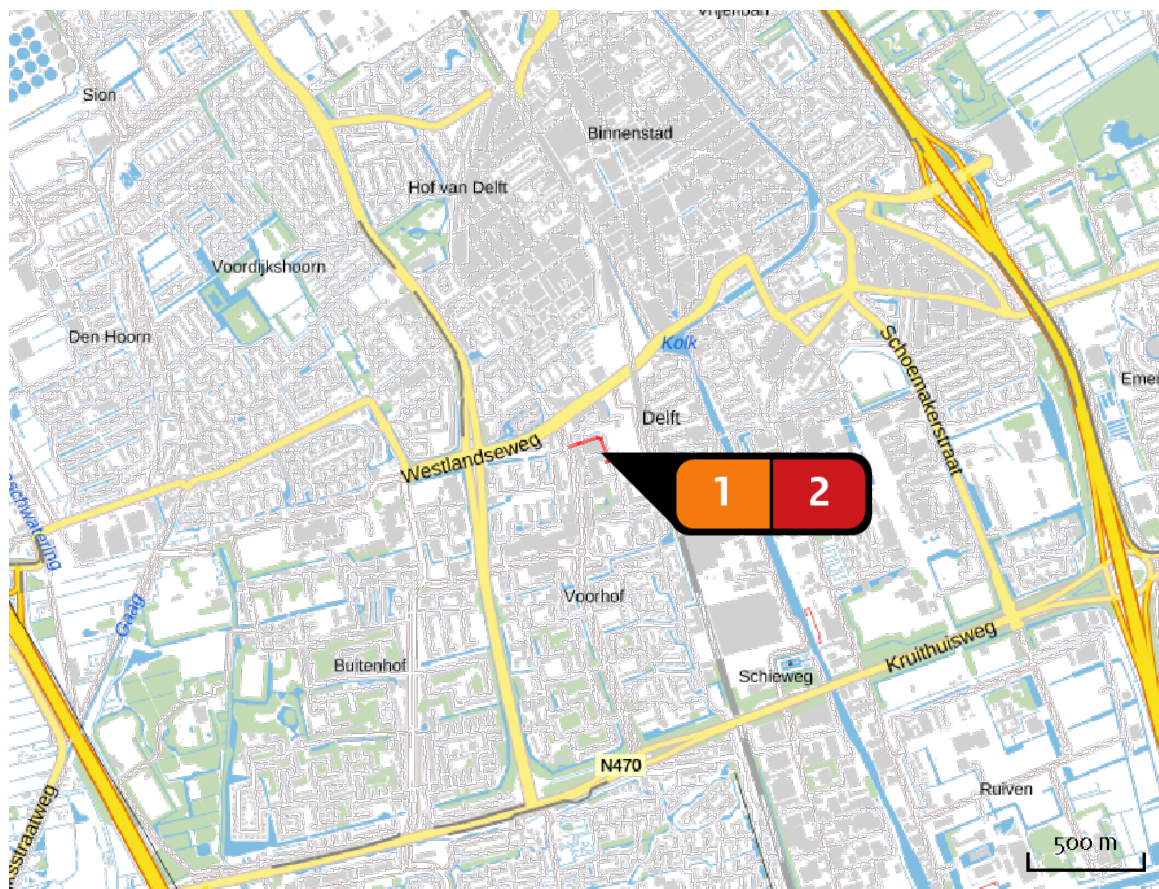 Vrijenban
Sion
Binnenstad
Hof van Delft
Voordijkshoorn
Den Hoorn
Kolk
Schoemakerstraat
Delft
Westlandseweg
1
2
Gaag
Voorhof
Buitenhof
Schieweg
Kruithuisweg
N470
Ruiven
500 m